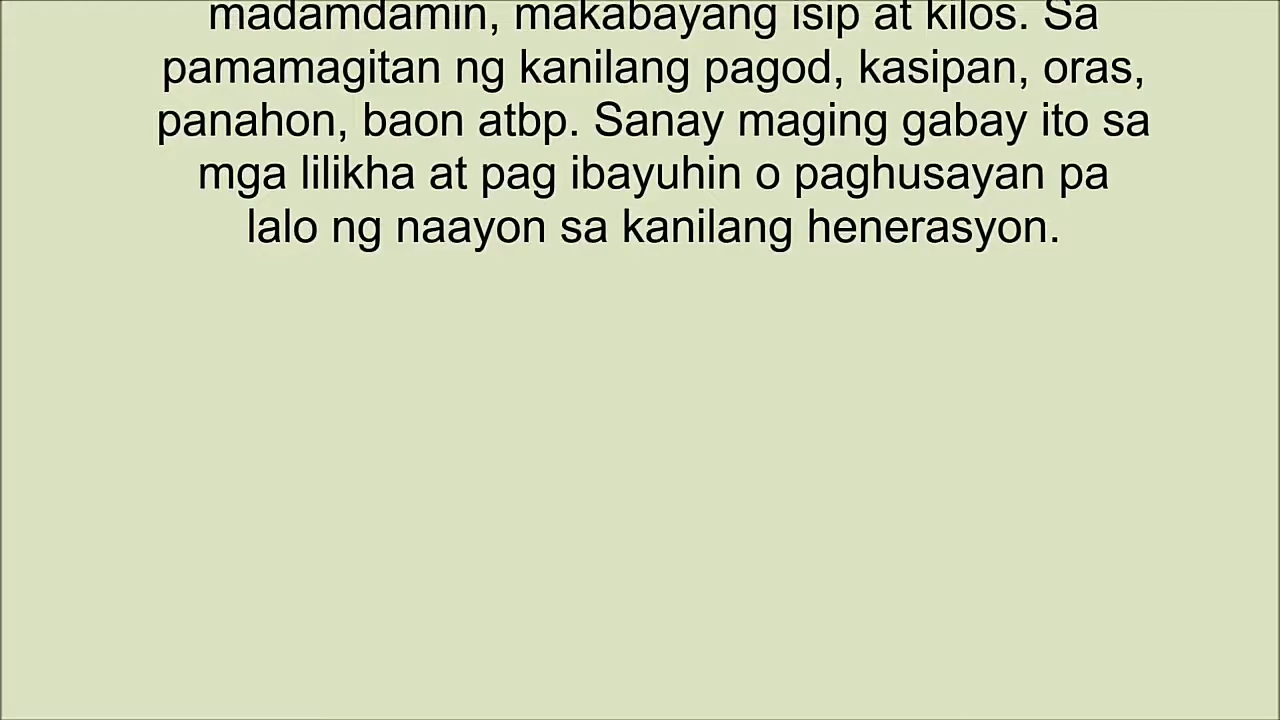 madamdamin, makabayang isip at kilos. Sa
pamamagitan ng kanilang pagod, kasipan, oras,
panahon, baon atbp. Sanay maging gabay ito sa
mga lilikha at pag ibayuhin o paghusayan pa
lalo ng naayon sa kanilang henerasyon.